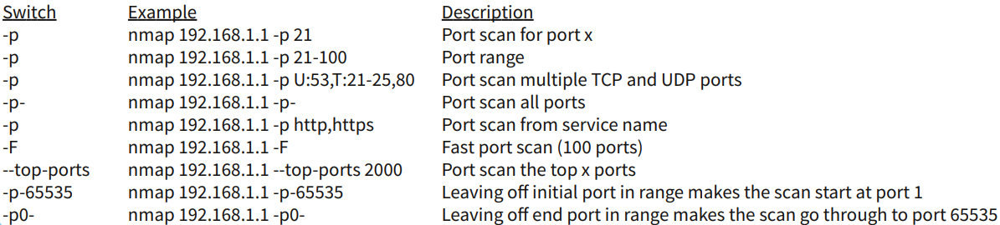 Switch Example Description
-p nmap 192.168.1.1 -p 21 Port scan for port x
-p nmap 192.168.1.1 -p 21-100 Port range
-p nmap 192.168.1.1 -p U:53,T:21-25,80 Port scan multiple TCP and UDP ports
-p- nmap 192.168.1.1 -p- Port scan all ports
-p nmap 192.168.1.1 -p http,https Port scan from service name
-F nmap 192.168.1.1 -F Fast port scan (100 ports)
--top-ports nmap 192.168.1.1 --top-ports 2000 Port scan the top x ports
-p-65535 nmap 192.168.1.1 -p-65535 Leaving off initial port in range makes the scan start at port 1
-p0- nmap 192.168.1.1 -p0- Leaving off end port in range makes the scan go through to port 65535